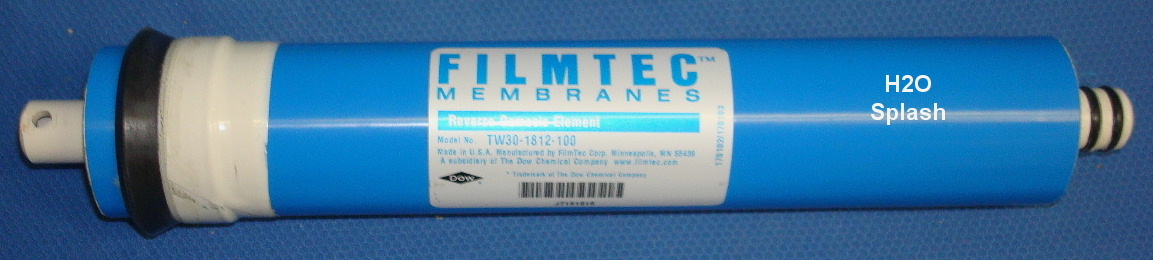 FILMTEC™
MEMBRANES
Reverse Osmosis Element
Model No. TW30-1812-100
Made in U.S.A. Manufactured by FilmTec Corp. Minneapolis, MN 55439
A subsidiary of The Dow Chemical Company www.filmtec.com
* Trademark of The Dow Chemical Company
DOW
H2O
Splash